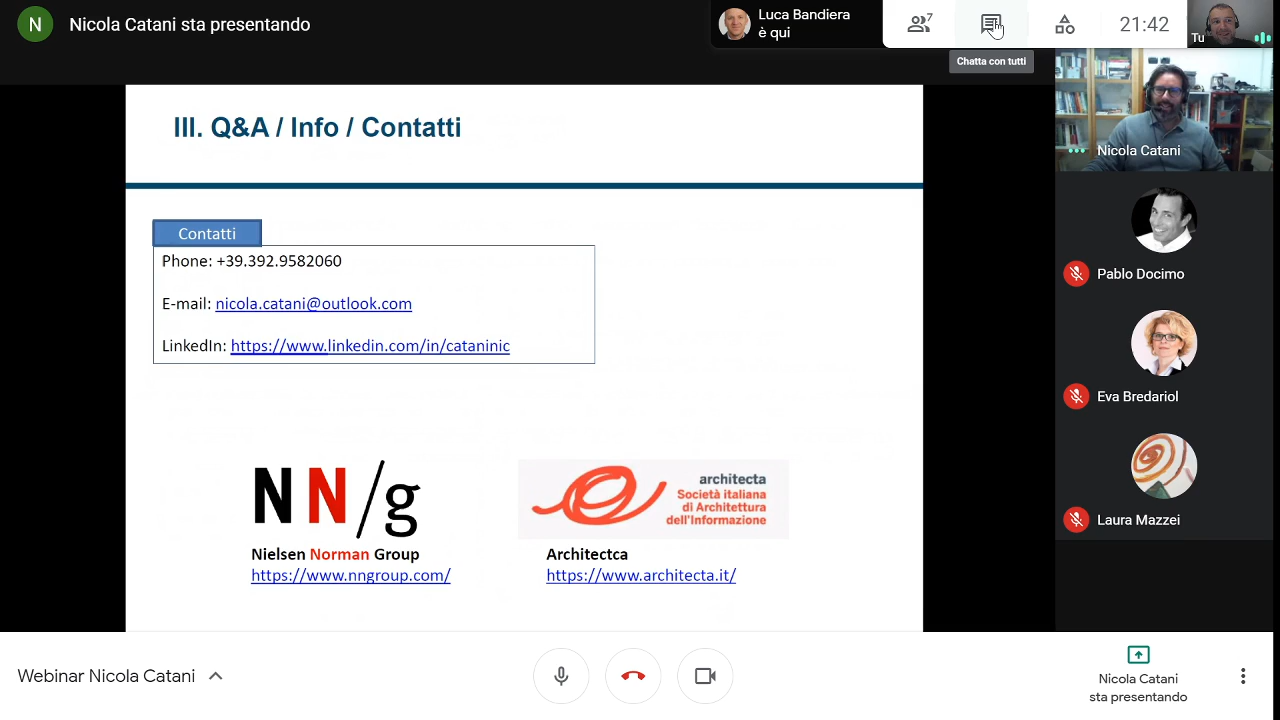 N
Nicola Catani sta presentando
Luca Bandiera
è qui
7
21:42
Tu
Chatta con tutti
III. Q&A / Info / Contatti
Nicola Catani
Contatti
Phone: +39.392.9582060
E-mail: nicola.catani@outlook.com
LinkedIn: https://www.linkedin.com/in/cataninic
Pablo Docimo
Eva Bredariol
Laura Mazzei
NN/g
architecta
Società italiana
di Architettura
dell'Informazione
Nielsen Norman Group
https://www.nngroup.com/
Architectca
https://www.architecta.it/
Webinar Nicola Catani
Nicola Catani
sta presentando